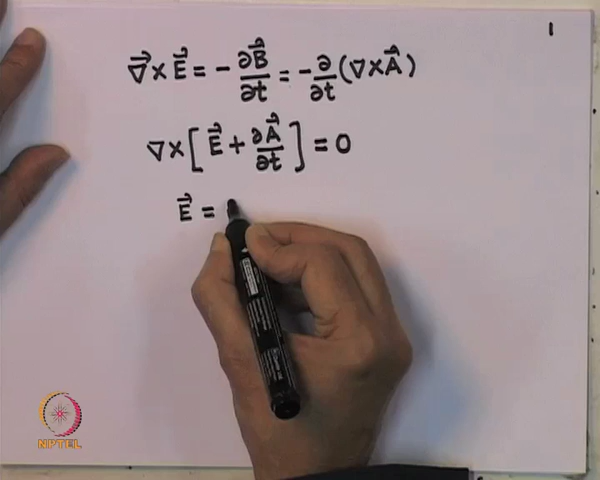 1
∇⃗×E⃗ = -∂B⃗/∂t = -∂/∂t(∇×A⃗)
∇×[E⃗ + ∂A⃗/∂t] = 0
E⃗ =
NPTEL